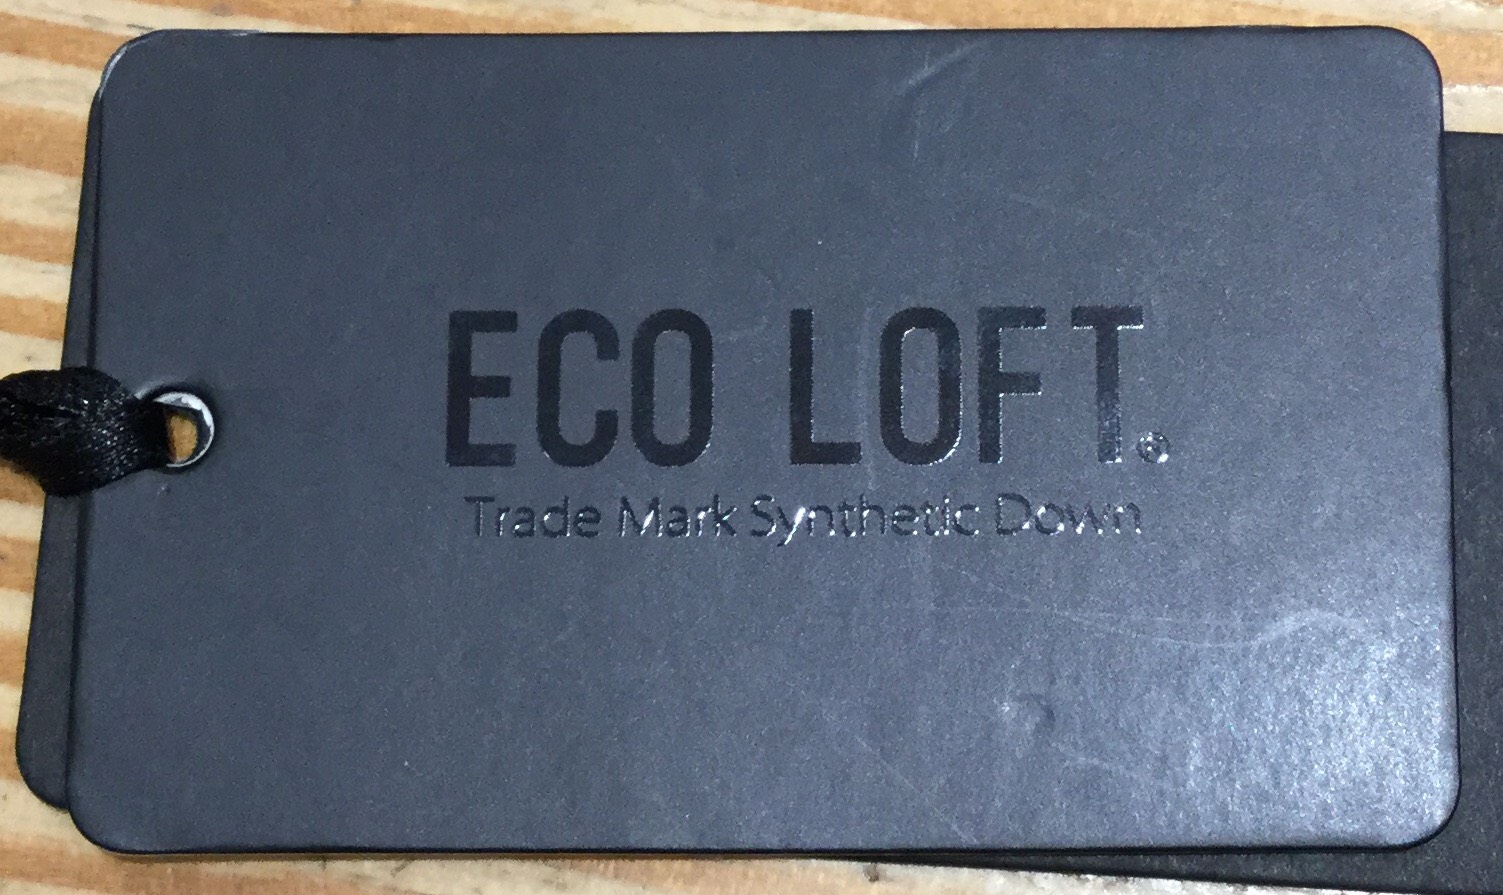 ECO LOFT®
Trade Mark Synthetic Down